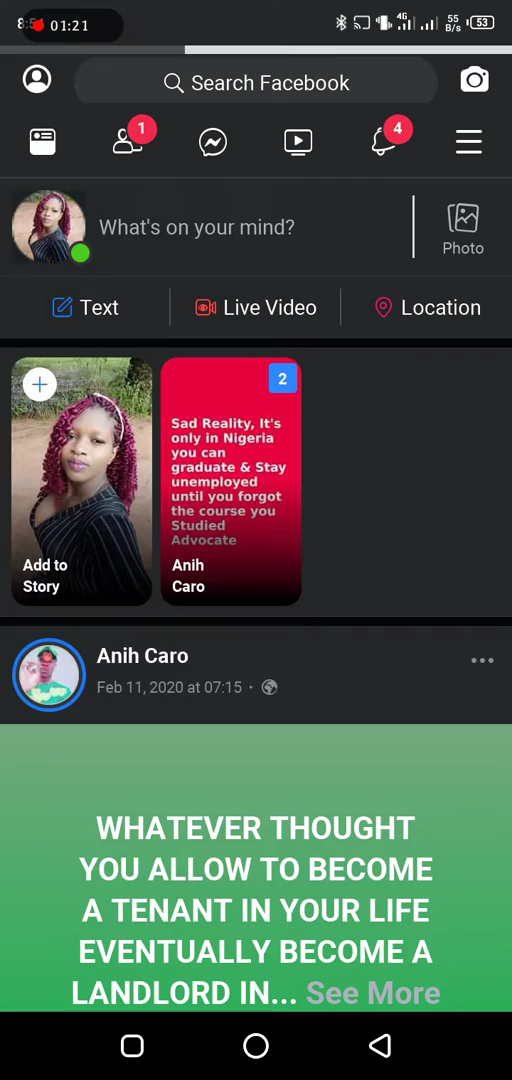 01:21
4G
55
B/s
53
Search Facebook
1
4
What's on your mind?
Photo
Text
Live Video
Location
2
Sad Reality, It's
only in Nigeria
you can
graduate & Stay
unemployed
until you forgot
the course you
Studied
Advocate
Add to
Story
Anih
Caro
Anih Caro
Feb 11, 2020 at 07:15 ·
WHATEVER THOUGHT
YOU ALLOW TO BECOME
A TENANT IN YOUR LIFE
EVENTUALLY BECOME A
LANDLORD IN... See More